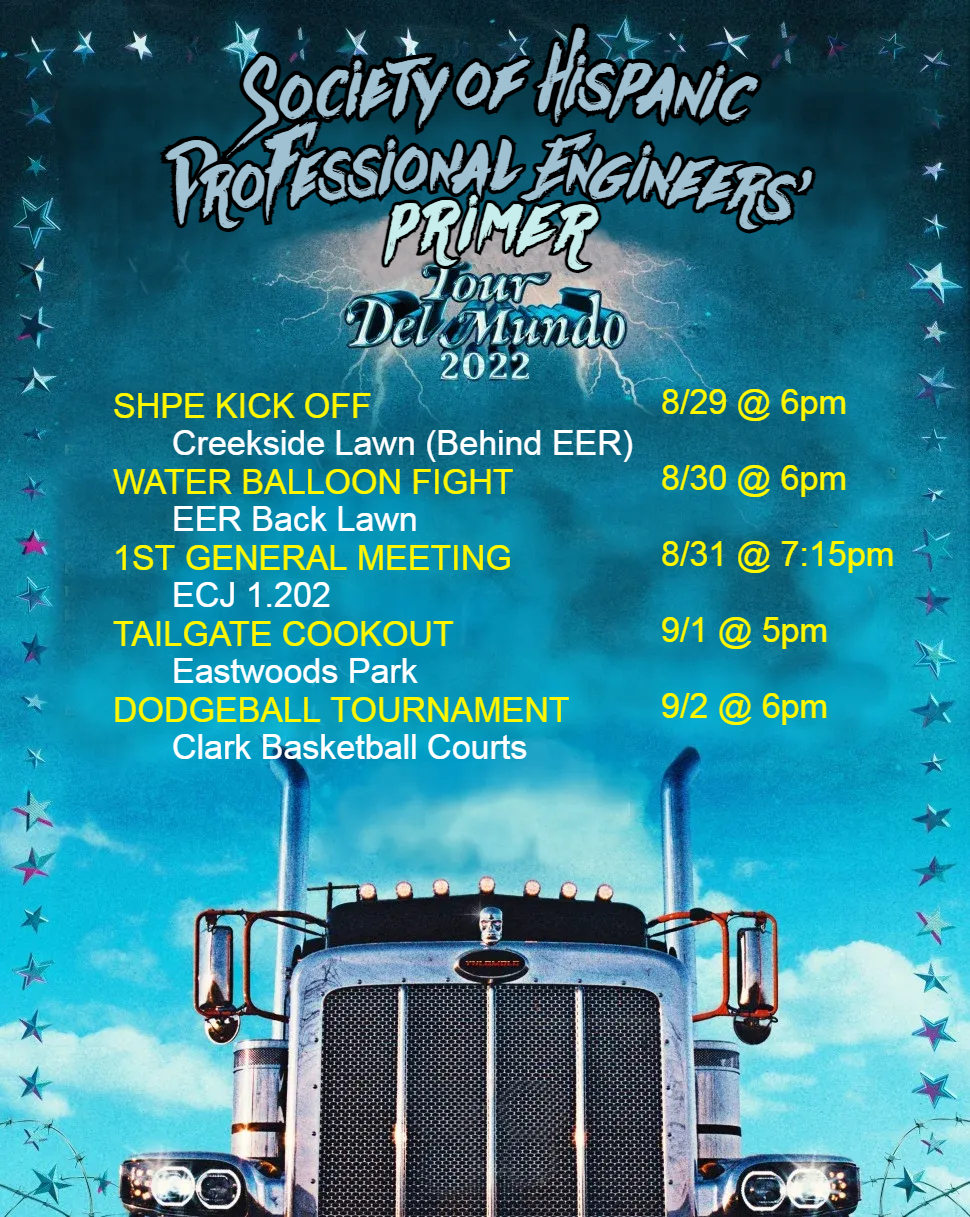 SOCIETY OF HISPANIC
PROFESSIONAL ENGINEERS'
PRIMER
Tour
Del Mundo
2022
SHPE KICK OFF 8/29 @ 6pm
Creekside Lawn (Behind EER)
WATER BALLOON FIGHT 8/30 @ 6pm
EER Back Lawn
1ST GENERAL MEETING 8/31 @ 7:15pm
ECJ 1.202
TAILGATE COOKOUT 9/1 @ 5pm
Eastwoods Park
DODGEBALL TOURNAMENT 9/2 @ 6pm
Clark Basketball Courts